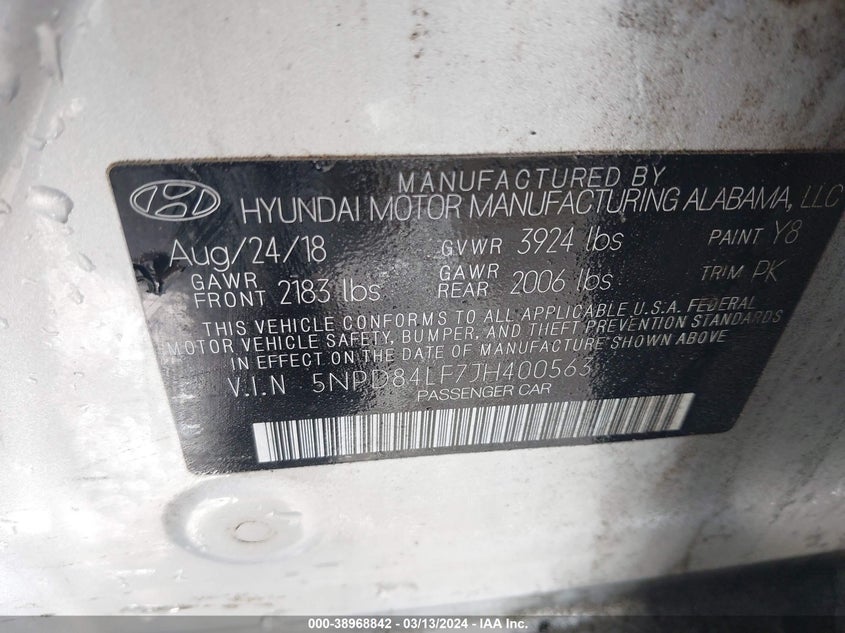 MANUFACTURED BY
HYUNDAI MOTOR MANUFACTURING ALABAMA, LLC
Aug/24/18 GVWR 3924 lbs PAINT Y8
GAWR FRONT 2183 lbs GAWR REAR 2006 lbs TRIM PK
THIS VEHICLE CONFORMS TO ALL APPLICABLE U.S.A. FEDERAL
MOTOR VEHICLE SAFETY, BUMPER, AND THEFT PREVENTION STANDARDS
IN EFFECT ON THE DATE OF MANUFACTURE SHOWN ABOVE.
V.I.N 5NPD84LF7JH400563
PASSENGER CAR
000-38968842 - 03/13/2024 - IAAI.com